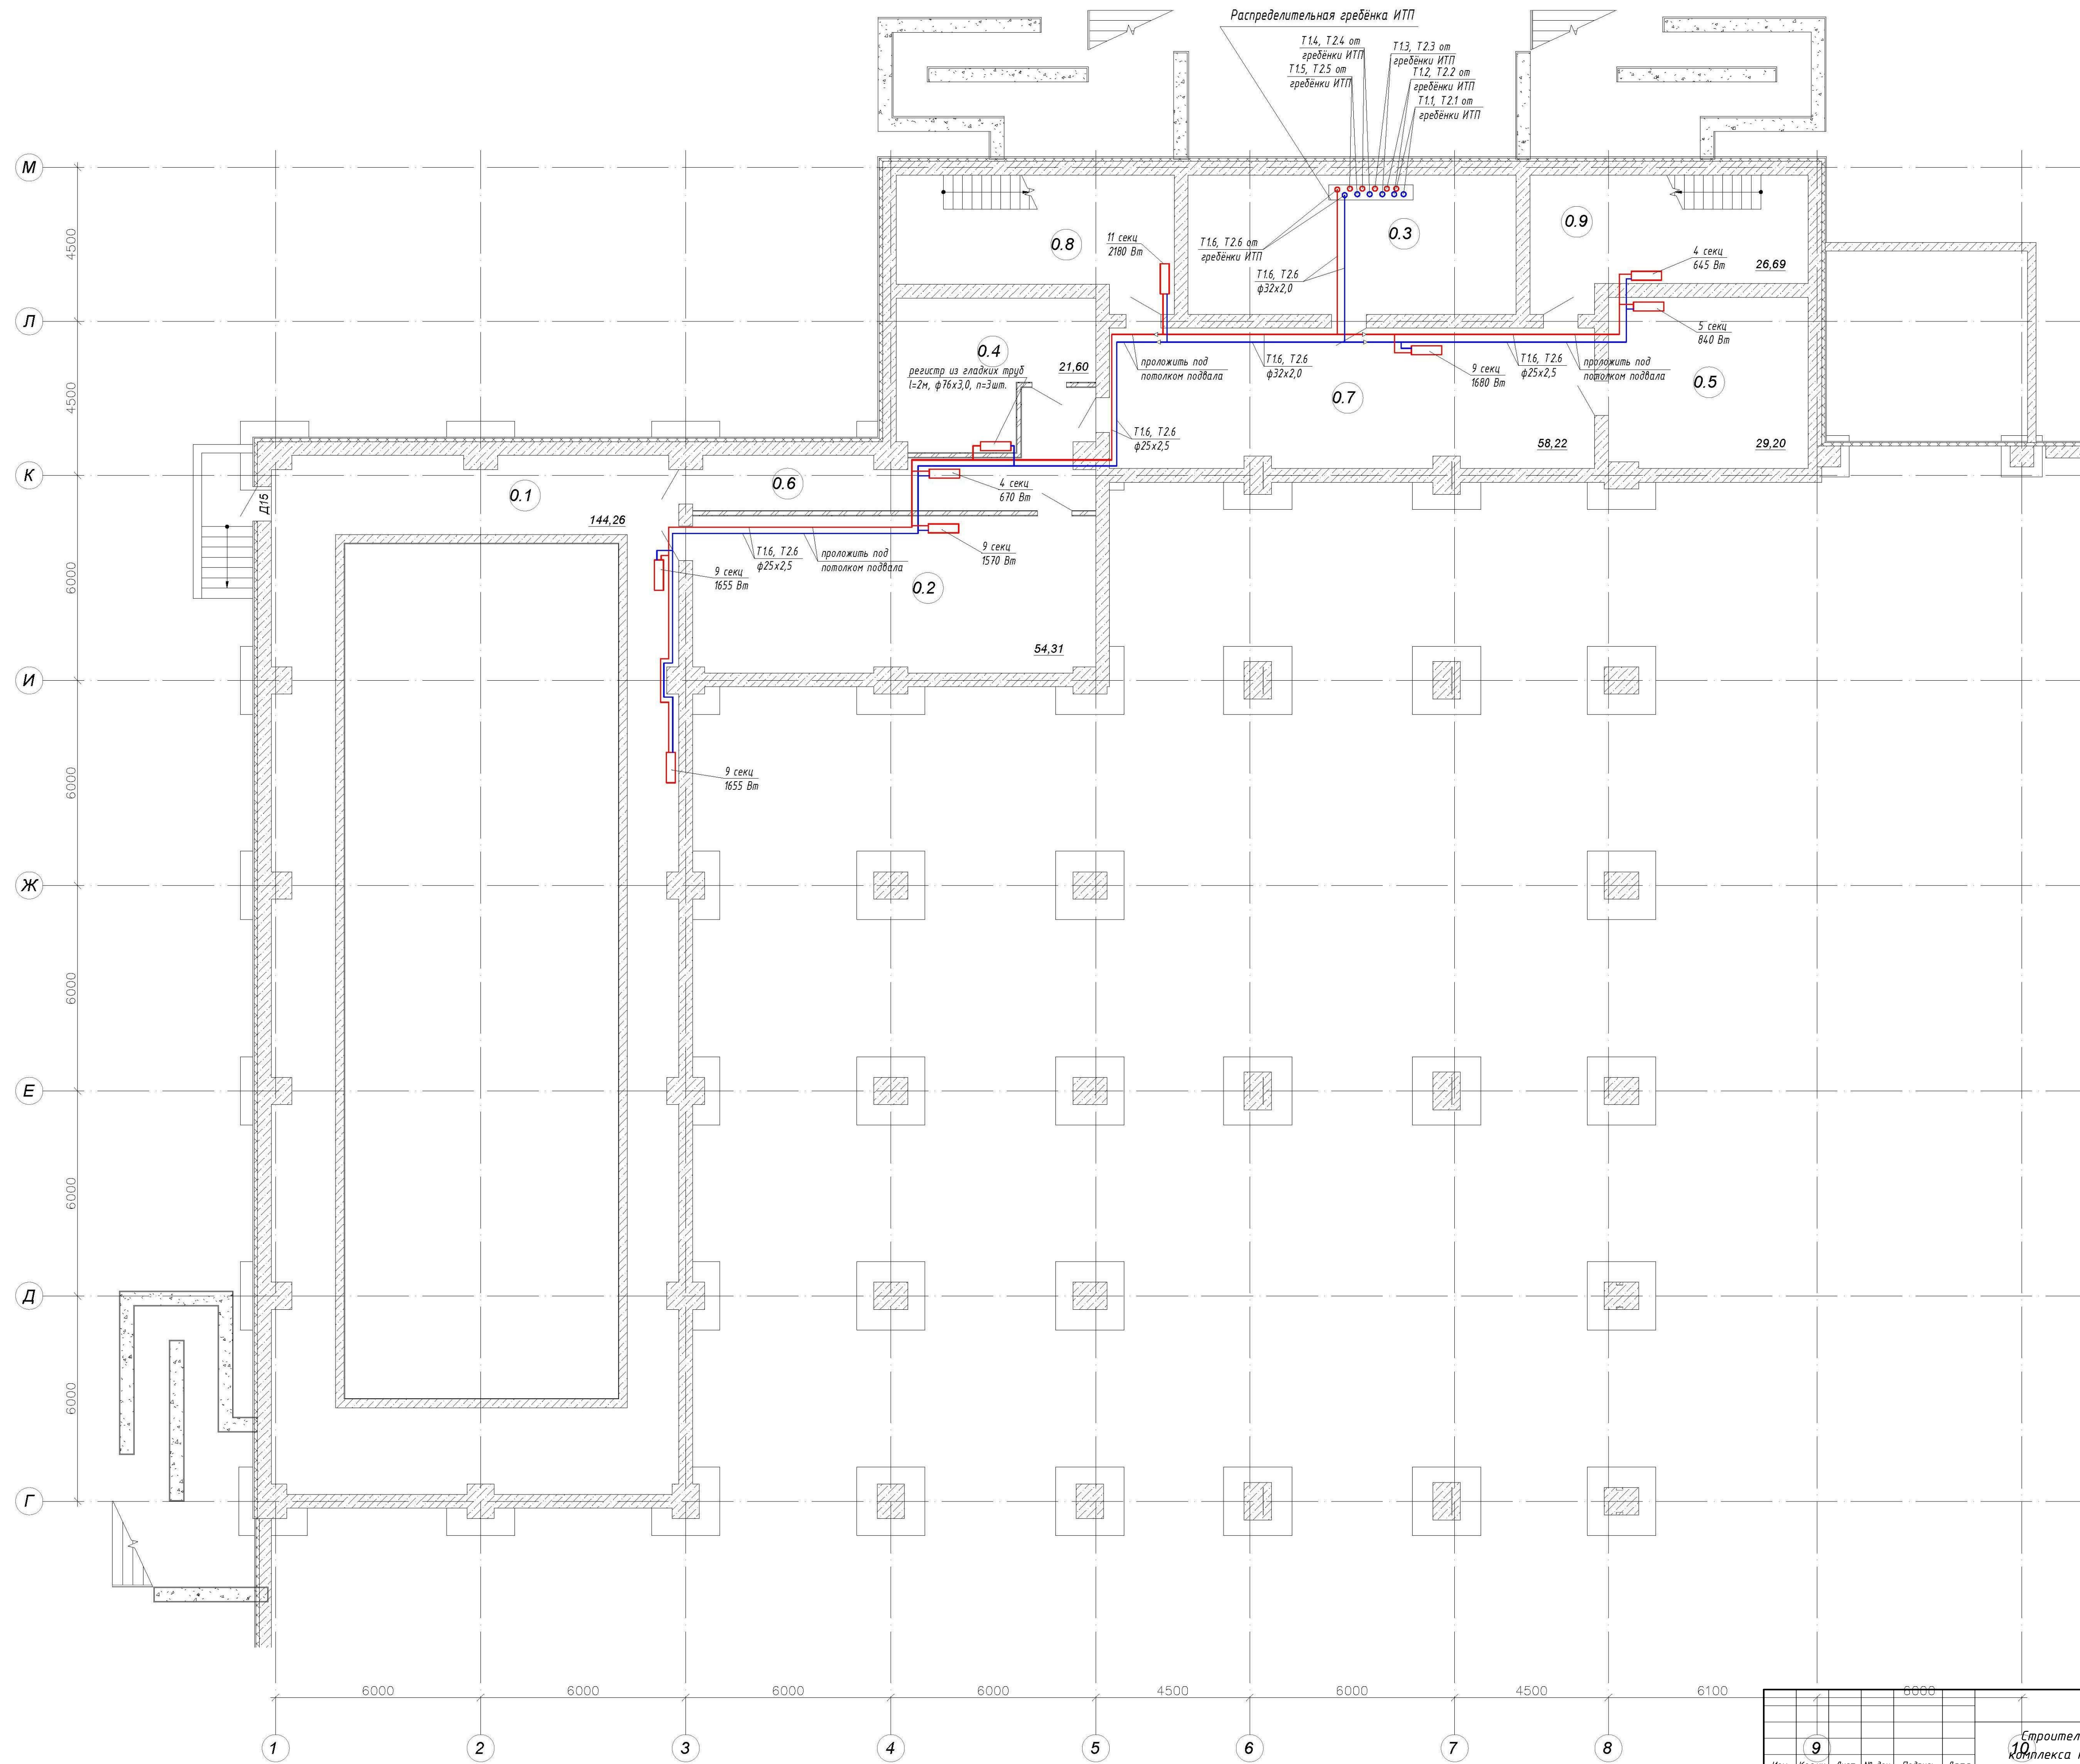 Распределительная гребёнка ИТП
Т1.4, Т2.4 от
гребёнки ИТП
Т1.3, Т2.3 от
гребёнки ИТП
Т1.5, Т2.5 от
гребёнки ИТП
Т1.2, Т2.2 от
гребёнки ИТП
Т1.1, Т2.1 от
гребёнки ИТП
М
4500
0.8
11 секц
2180 Вт
Т1.6, Т2.6 от
гребёнки ИТП
0.3
0.9
4 секц
645 Вт
26,69
Т1.6, Т2.6
ф32х2,0
Л
5 секц
840 Вт
0.4
21,60
регистр из гладких труб
l=2м, ф76х3,0, n=3шт.
проложить под
потолком подвала
Т1.6, Т2.6
ф32х2,0
9 секц
1680 Вт
Т1.6, Т2.6
ф25х2,5
проложить под
потолком подвала
0.5
4500
0.7
Т1.6, Т2.6
ф25х2,5
58,22
29,20
К
Д15
0.1
0.6
4 секц
670 Вт
144,26
9 секц
1570 Вт
Т1.6, Т2.6
ф25х2,5
проложить под
потолком подвала
9 секц
1655 Вт
0.2
6000
54,31
И
9 секц
1655 Вт
6000
Ж
6000
Е
6000
Д
6000
Г
6000
6000
6000
6000
4500
6000
4500
6100
6000
1
2
3
4
5
6
7
8
9
10
Строител
комплекса п